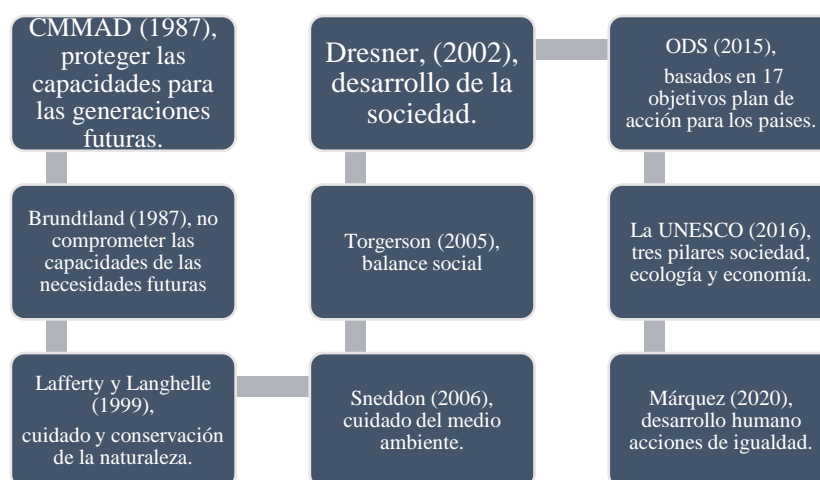 CMMAD (1987),
proteger las
capacidades para
las generaciones
futuras.
Brundtland (1987), no
comprometer las
capacidades de las
necesidades futuras
Lafferty y Langhelle
(1999),
cuidado y conservación
de la naturaleza.
Sneddon (2006),
cuidado del medio
ambiente.
Torgerson (2005),
balance social
Dresner, (2002),
desarrollo de la
sociedad.
ODS (2015),
basados en 17
objetivos plan de
acción para los paises.
La UNESCO (2016),
tres pilares sociedad,
ecología y economía.
Márquez (2020),
desarrollo humano
acciones de igualdad.